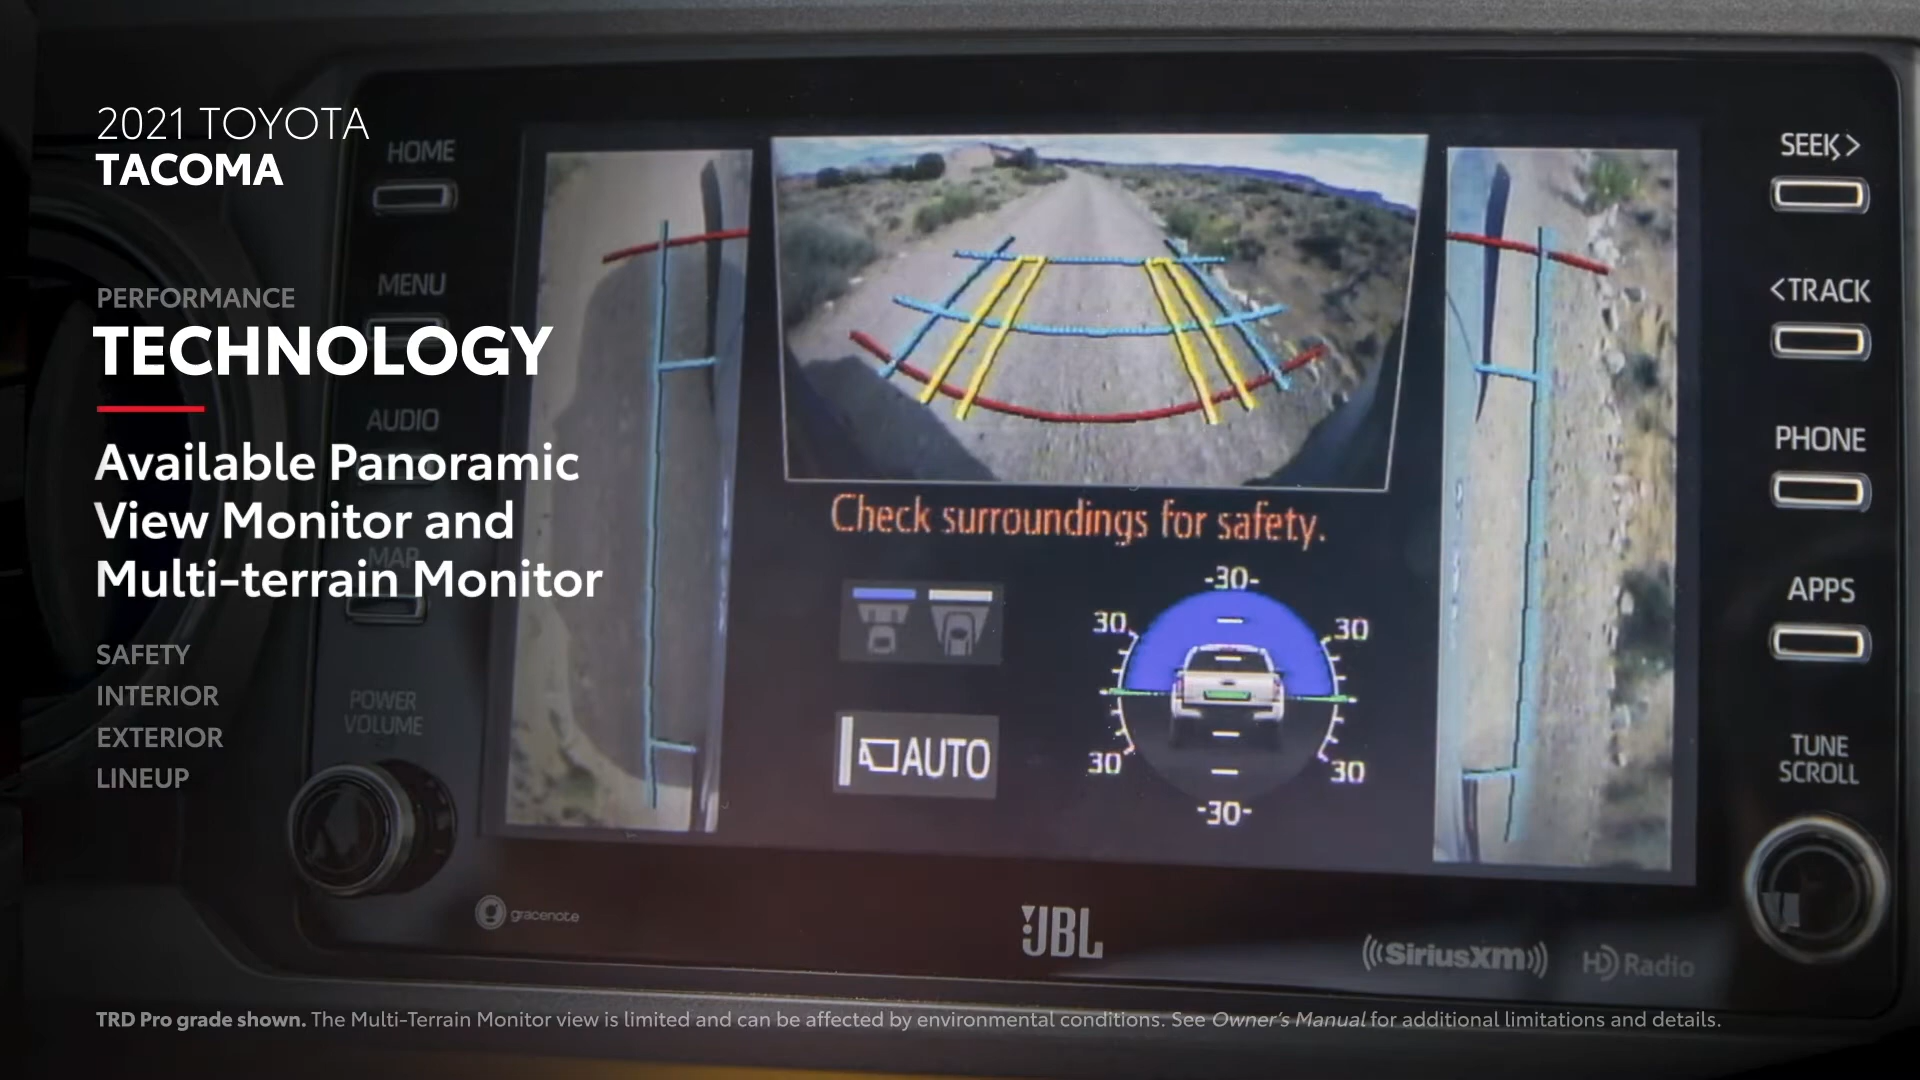 2021 TOYOTA
TACOMA
PERFORMANCE
TECHNOLOGY
Available Panoramic
View Monitor and
Multi-terrain Monitor
SAFETY
INTERIOR
EXTERIOR
LINEUP
HOME
MENU
AUDIO
MAP
POWER
VOLUME
Check surroundings for safety.
-30-
30
30
AUTO
30
30
-30-
SEEK>
<TRACK
PHONE
APPS
TUNE
SCROLL
gracenote
JBL
SiriusXM
HD Radio
TRD Pro grade shown. The Multi-Terrain Monitor view is limited and can be affected by environmental conditions. See Owner's Manual for additional limitations and details.